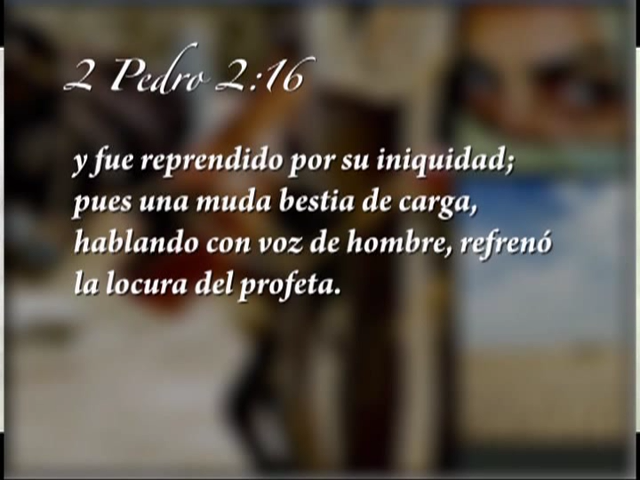 2 Pedro 2:16
y fue reprendido por su iniquidad;
pues una muda bestia de carga,
hablando con voz de hombre, refrenó
la locura del profeta.